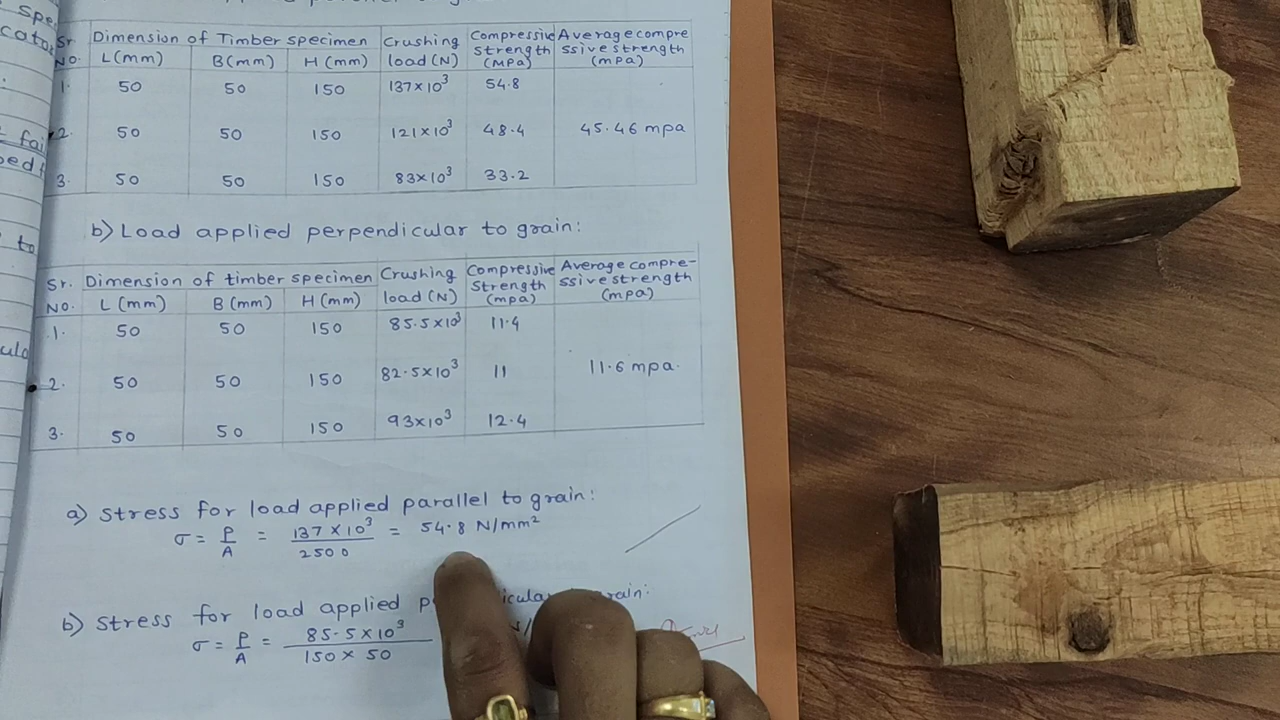 parallel to
Sr Dimension of Timber specimen Crushing Compressive Average compre
No. L (mm) B (mm) H (mm) load (N) strength ssive strength
(MPa) (mpa)
1. 50 50 150 137×10³ 54.8
2. 50 50 150 121×10³ 48.4 45.46 mpa
3. 50 50 150 83×10³ 33.2
b) Load applied perpendicular to grain:
Sr. Dimension of timber specimen Crushing Compressive Average compre-
No. L (mm) B (mm) H (mm) load (N) Strength ssive strength
(mpa) (mpa)
1. 50 50 150 85.5×10³ 11.4
2. 50 50 150 82.5×10³ 11 11.6 mpa.
3. 50 50 150 93×10³ 12.4
a) Stress for load applied parallel to grain:
σ = P/A = 137×10³/2500 = 54.8 N/mm²
b) Stress for load applied
σ = P/A = 85.5×10³/150×50